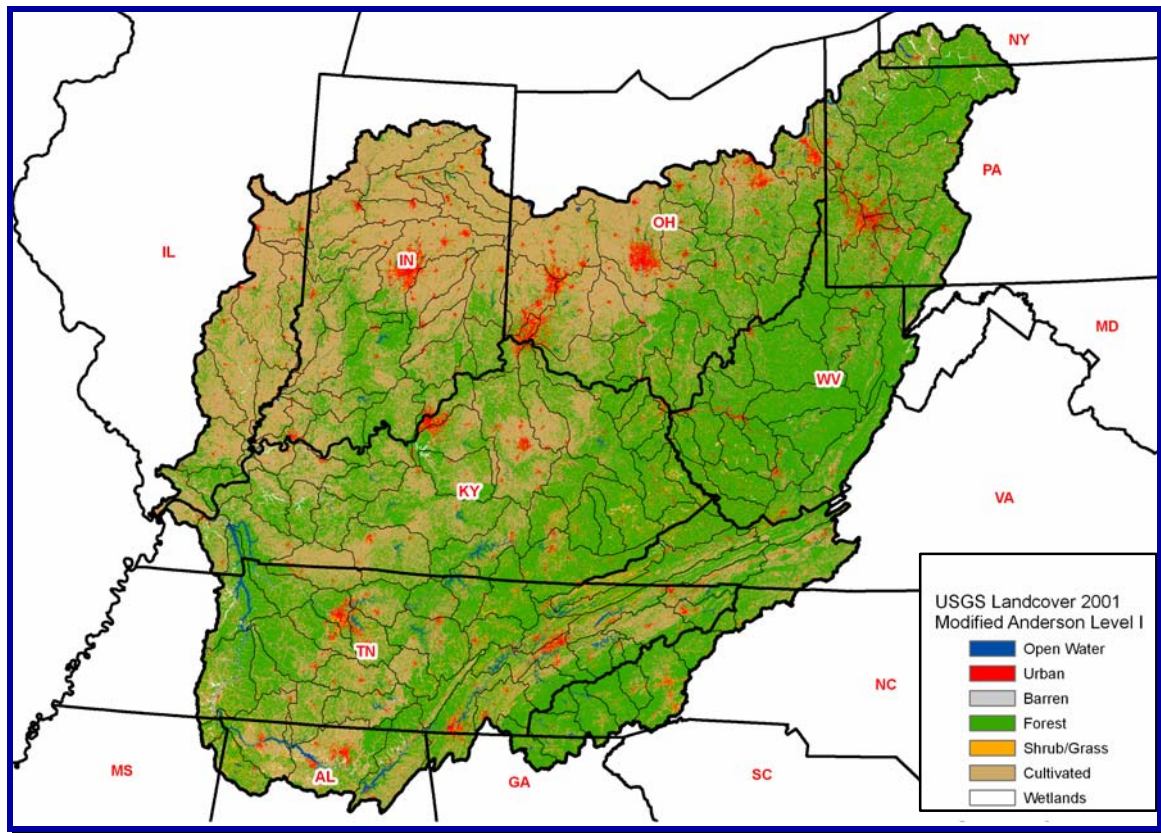 NY
PA
OH
IL
IN
MD
WV
KY
VA
TN
NC
MS
AL
GA
SC
USGS Landcover 2001
Modified Anderson Level I
Open Water
Urban
Barren
Forest
Shrub/Grass
Cultivated
Wetlands